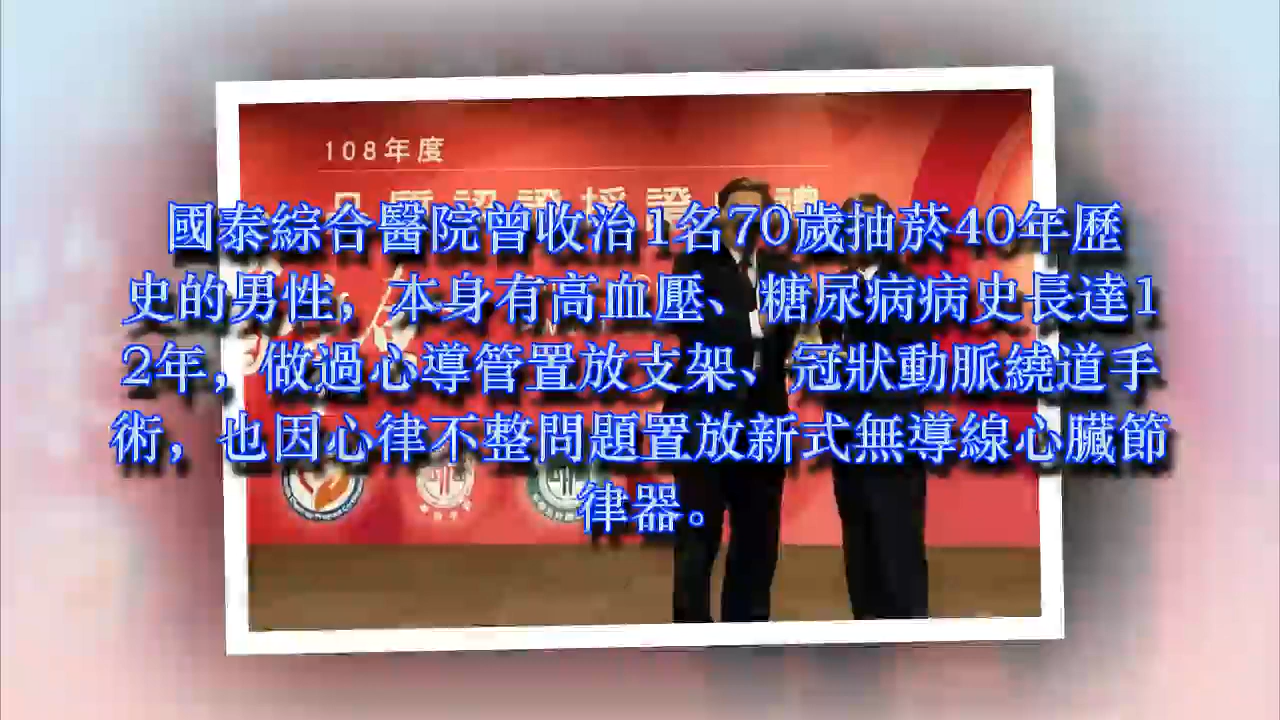 108年度
國泰綜合醫院曾收治1名70歲抽菸40年歷
史的男性，本身有高血壓、糖尿病病史長達1
2年，做過心導管置放支架、冠狀動脈繞道手
術，也因心律不整問題置放新式無導線心臟節
律器。